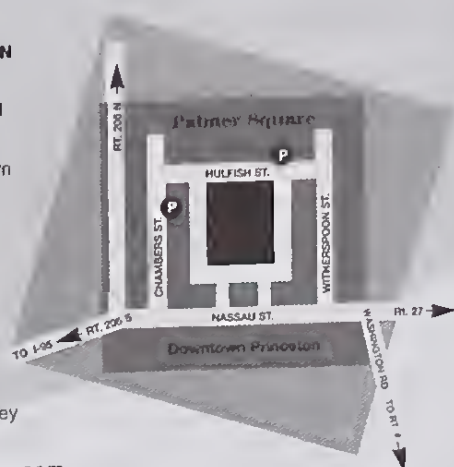 N
RT. 206 N
Palmer Square
P
HULFISH ST.
P
CHAMBERS ST.
WITHERSPOON ST.
NASSAU ST.
Rt. 27
RT. 206 S
TO I-95
Downtown Princeton
WASHINGTON RD
TO RT
ey